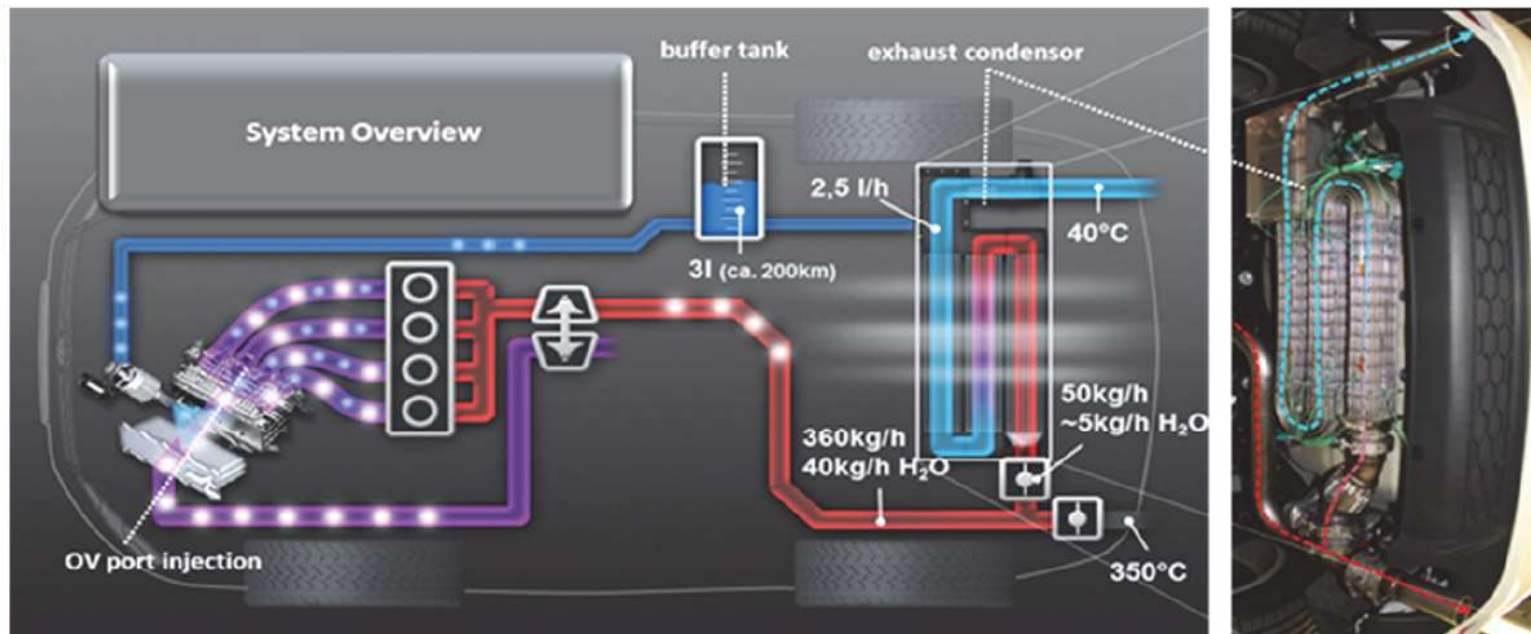 buffer tank
exhaust condensor
System Overview
2,5 l/h
40°C
3l (ca. 200km)
50kg/h
~5kg/h H₂O
360kg/h
40kg/h H₂O
OV port injection
350°C